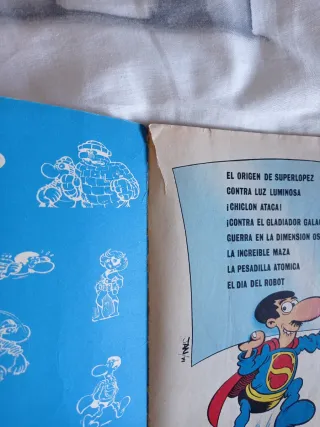 EL ORIGEN DE SUPERLOPEZ
CONTRA LUZ LUMINOSA
¡CHICLON ATACA!
¡CONTRA EL GLADIADOR GALAC
GUERRA EN LA DIMENSION OS
LA INCREIBLE MAZA
LA PESADILLA ATOMICA
EL DIA DEL ROBOT
S